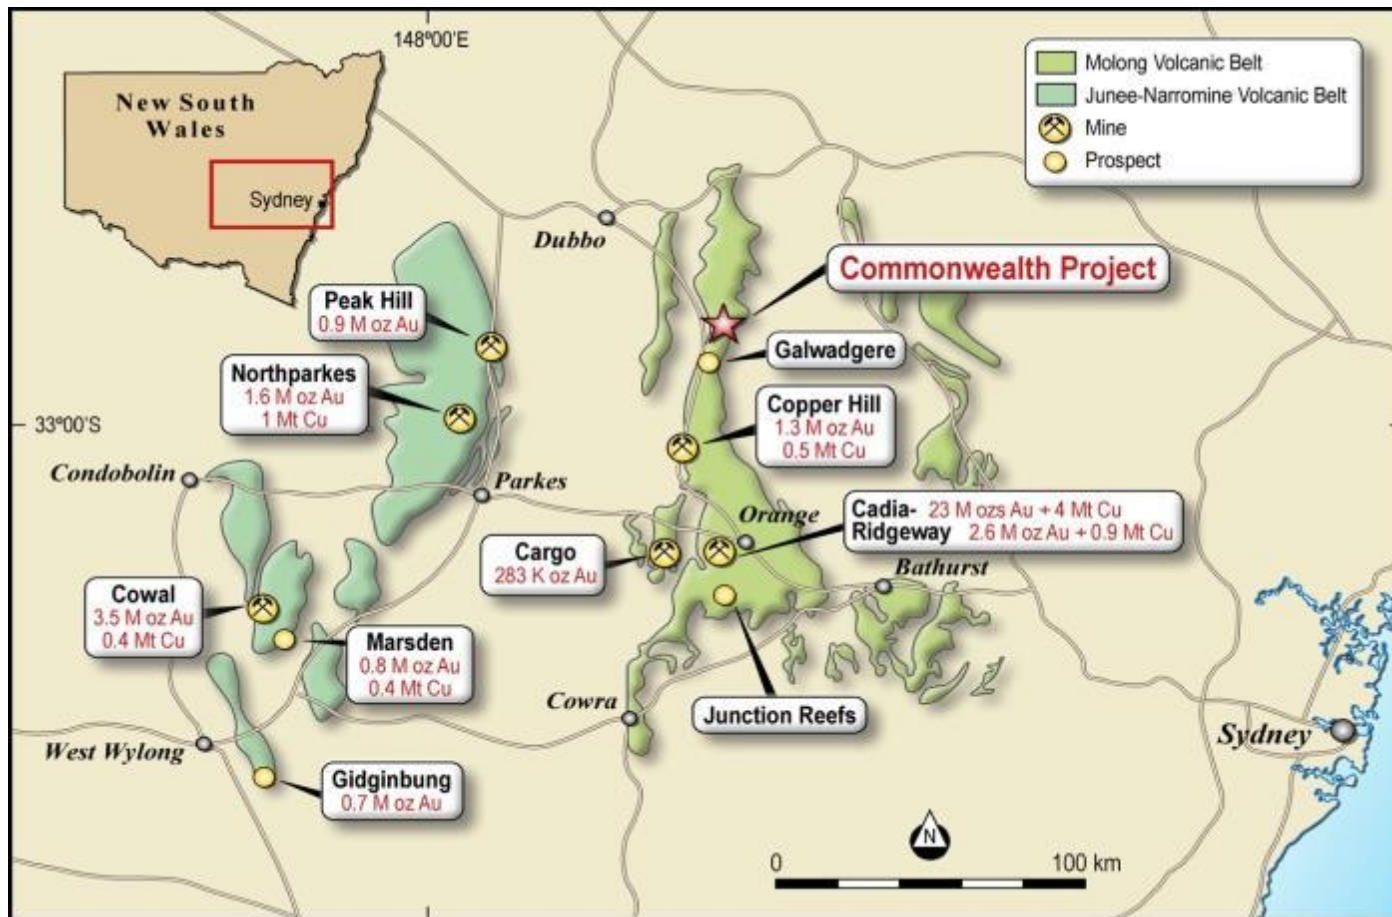 148º00'E
New South
Wales
Sydney
Molong Volcanic Belt
Junee-Narromine Volcanic Belt
Mine
Prospect
Dubbo
Commonwealth Project
Peak Hill
0.9 M oz Au
Galwadgere
Northparkes
1.6 M oz Au
1 Mt Cu
Copper Hill
1.3 M oz Au
0.5 Mt Cu
33º00'S
Condobolin
Parkes
Orange
Cadia- 23 M ozs Au + 4 Mt Cu
Ridgeway 2.6 M oz Au + 0.9 Mt Cu
Cargo
283 K oz Au
Bathurst
Cowal
3.5 M oz Au
0.4 Mt Cu
Marsden
0.8 M oz Au
0.4 Mt Cu
Cowra
Junction Reefs
Sydney
West Wylong
Gidginbung
0.7 M oz Au
N
0 100 km